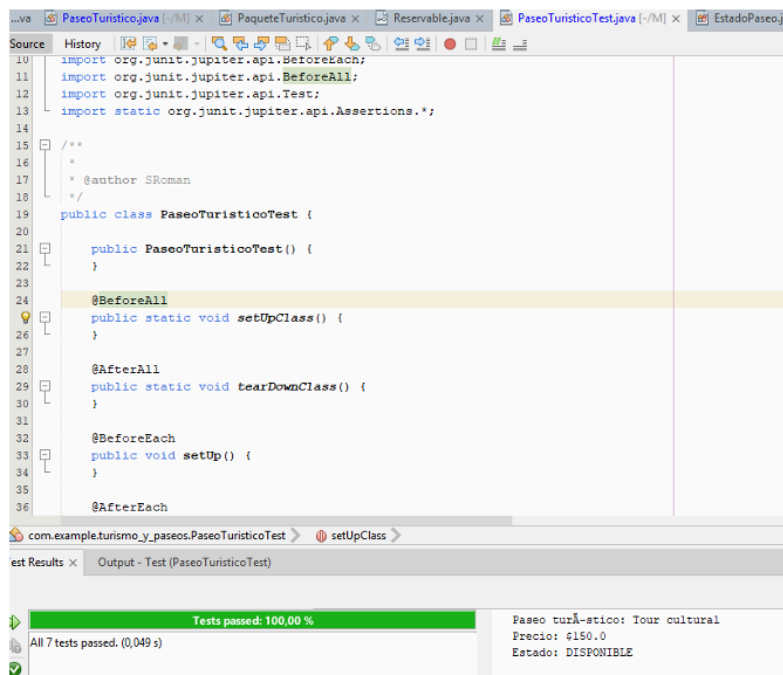 ...va PaseoTuristico.java [-/M] × PaqueteTuristico.java × Reservable.java × PaseoTuristicoTest.java [-/M] × EstadoPaseo.j
Source History
10 import org.junit.jupiter.api.BeforeEach;
11 import org.junit.jupiter.api.BeforeAll;
12 import org.junit.jupiter.api.Test;
13 import static org.junit.jupiter.api.Assertions.*;
14
15 /**
16 *
17 * @author SRoman
18 */
19 public class PaseoTuristicoTest {
20
21 public PaseoTuristicoTest() {
22 }
23
24 @BeforeAll
public static void setUpClass() {
26 }
27
28 @AfterAll
29 public static void tearDownClass() {
30 }
31
32 @BeforeEach
33 public void setUp() {
34 }
35
36 @AfterEach
com.example.turismo_y_paseos.PaseoTuristicoTest setUpClass
est Results × Output - Test (PaseoTuristicoTest)
Tests passed: 100,00 %
All 7 tests passed. (0,049 s)
Paseo turÃ-stico: Tour cultural
Precio: $150.0
Estado: DISPONIBLE